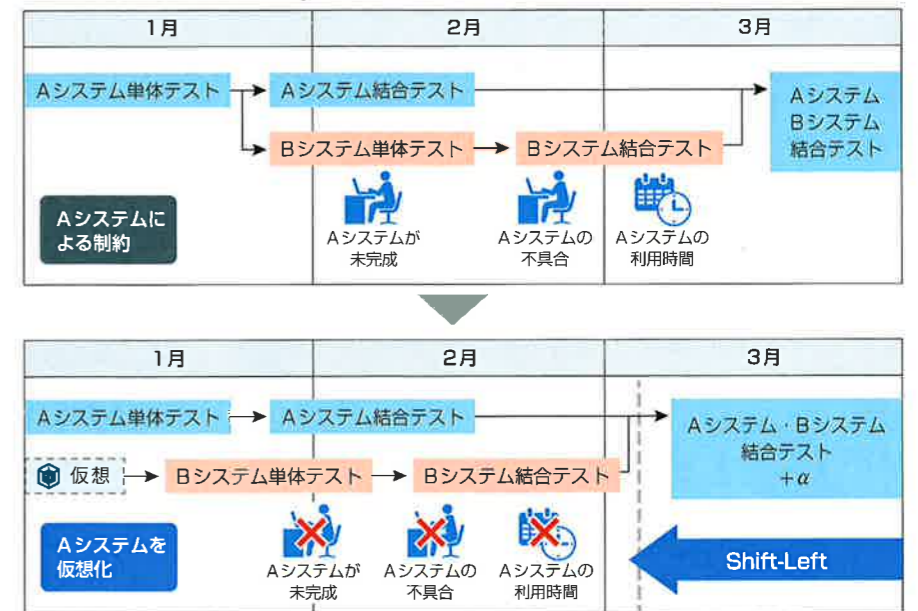 1月
2月
3月
Aシステム単体テスト
Aシステム結合テスト
Aシステム
Bシステム
結合テスト
Bシステム単体テスト
Bシステム結合テスト
Aシステムに
よる制約
Aシステムが
未完成
Aシステムの
不具合
Aシステムの
利用時間
1月
2月
3月
Aシステム単体テスト
Aシステム結合テスト
Aシステム・Bシステム
結合テスト
+α
仮想
Bシステム単体テスト
Bシステム結合テスト
Aシステムを
仮想化
Aシステムが
未完成
Aシステムの
不具合
Aシステムの
利用時間
Shift-Left